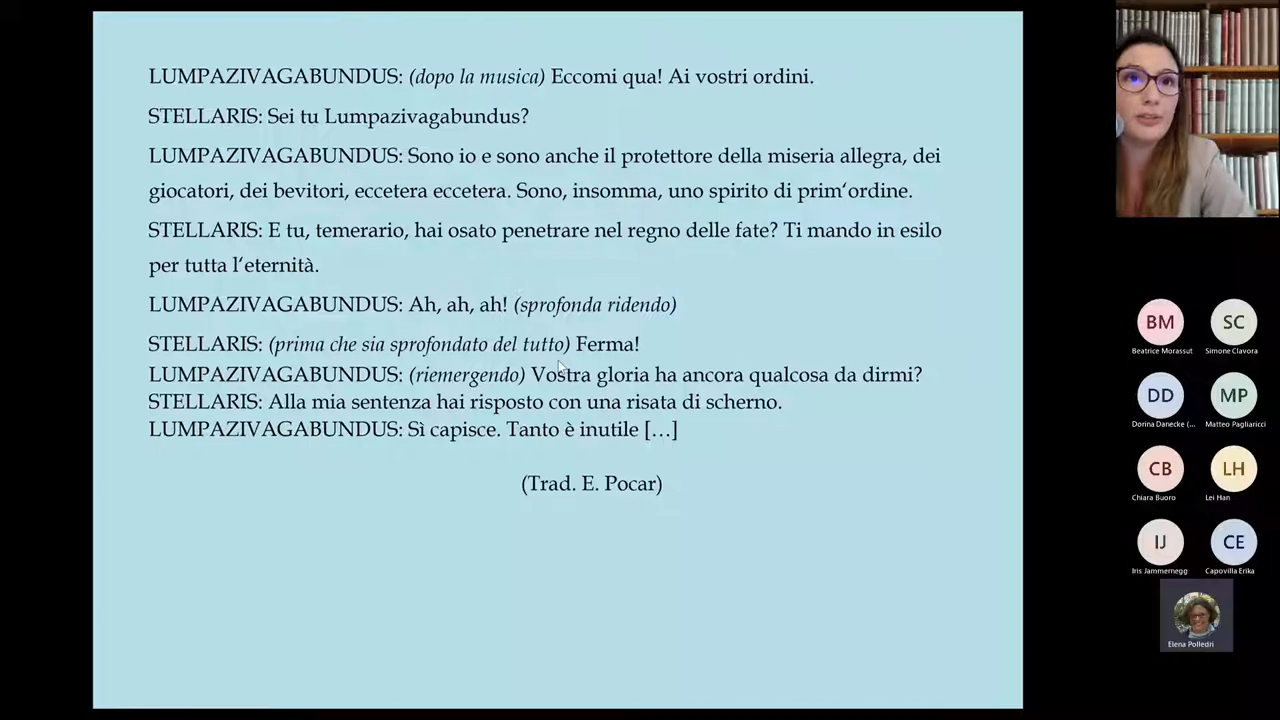 LUMPAZIVAGABUNDUS: (dopo la musica) Eccomi qua! Ai vostri ordini.
STELLARIS: Sei tu Lumpazivagabundus?
LUMPAZIVAGABUNDUS: Sono io e sono anche il protettore della miseria allegra, dei
giocatori, dei bevitori, eccetera eccetera. Sono, insomma, uno spirito di prim‘ordine.
STELLARIS: E tu, temerario, hai osato penetrare nel regno delle fate? Ti mando in esilo
per tutta l‘eternità.
LUMPAZIVAGABUNDUS: Ah, ah, ah! (sprofonda ridendo)
STELLARIS: (prima che sia sprofondato del tutto) Ferma!
LUMPAZIVAGABUNDUS: (riemergendo) Vostra gloria ha ancora qualcosa da dirmi?
STELLARIS: Alla mia sentenza hai risposto con una risata di scherno.
LUMPAZIVAGABUNDUS: Sì capisce. Tanto è inutile […]
(Trad. E. Pocar)
BM SC
Beatrice Morassut Simone Clavora
DD MP
Dorina Danecke (... Matteo Pagliaricci
CB LH
Chiara Buoro Lei Han
IJ CE
Iris Jammernegg Capovilla Erika
Elena Polledri